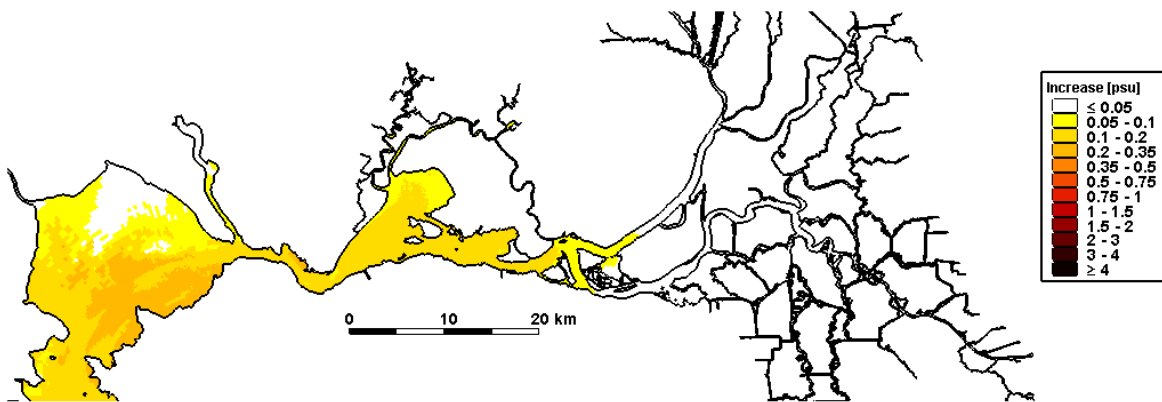 Increase [psu]
≤ 0.05
0.05 - 0.1
0.1 - 0.2
0.2 - 0.35
0.35 - 0.5
0.5 - 0.75
0.75 - 1
1 - 1.5
1.5 - 2
2 - 3
3 - 4
≥ 4
0 10 20 km